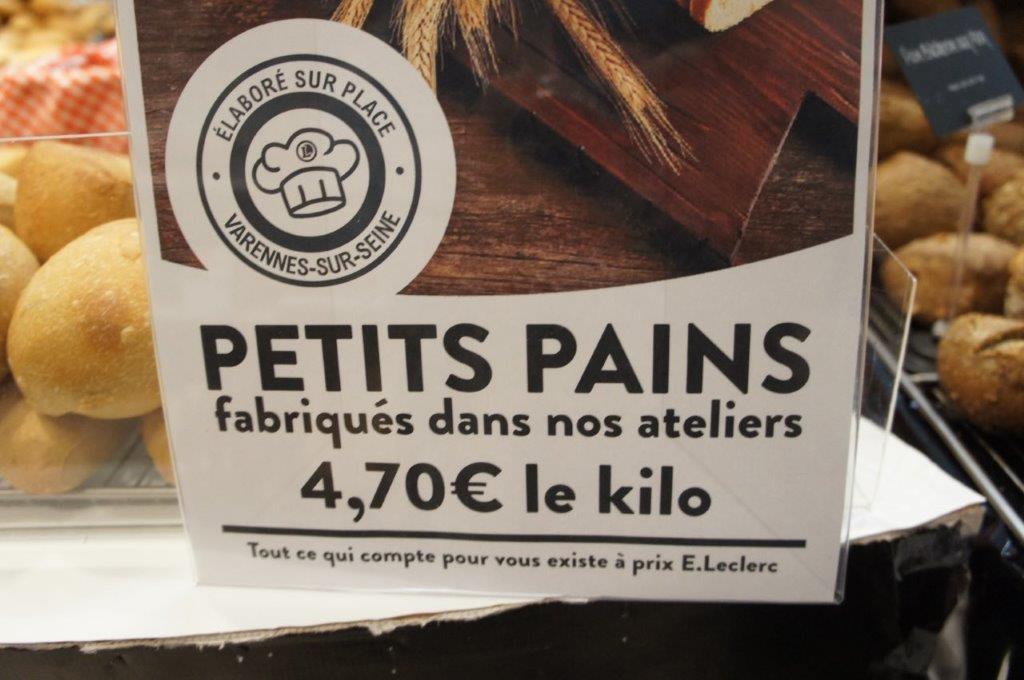 ÉLABORÉ SUR PLACE
VARENNES-SUR-SEINE
PETITS PAINS
fabriqués dans nos ateliers
4,70€ le kilo
Tout ce qui compte pour vous existe à prix E.Leclerc